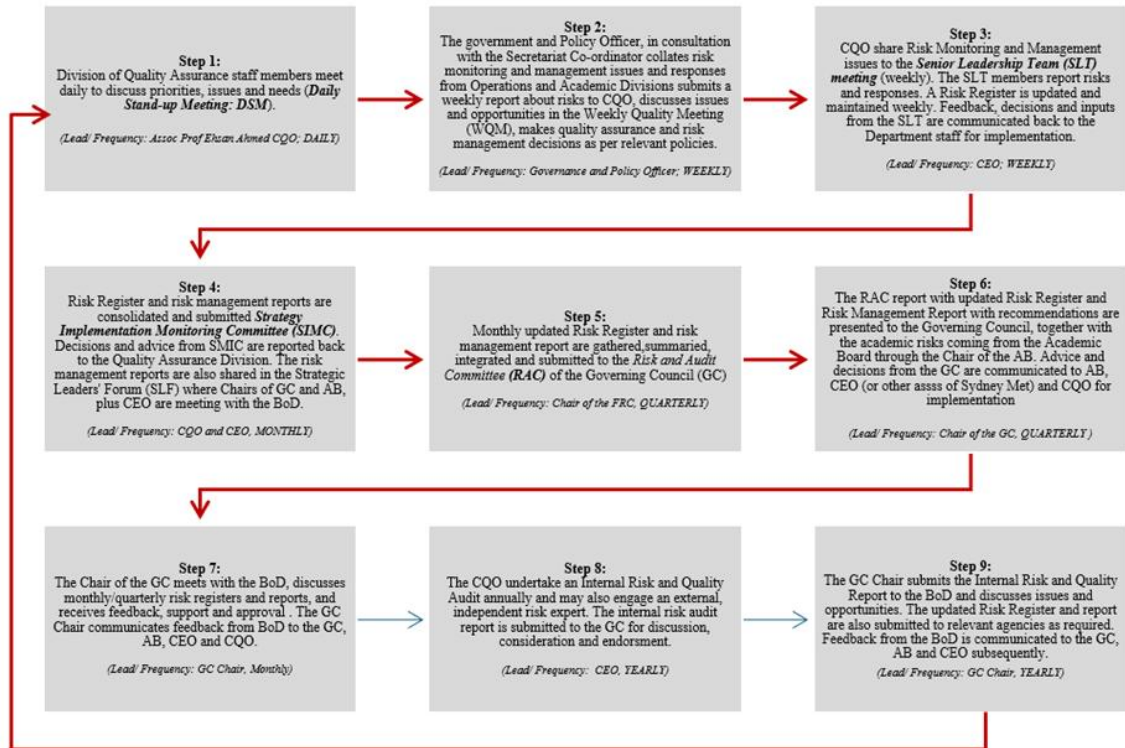 Step 1:
Division of Quality Assurance staff members meet
daily to discuss priorities, issues and needs (Daily
Stand-up Meeting: DSM).
(Lead/ Frequency: Assoc Prof Ehsan Ahmed CQO; DAILY)
Step 2:
The government and Policy Officer, in consultation
with the Secretariat Co-ordinator collates risk
monitoring and management issues and responses
from Operations and Academic Divisions submits a
weekly report about risks to CQO, discusses issues
and opportunities in the Weekly Quality Meeting
(WQM), makes quality assurance and risk
management decisions as per relevant policies.
(Lead/ Frequency: Governance and Policy Officer; WEEKLY)
Step 3:
CQO share Risk Monitoring and Management
issues to the Senior Leadership Team (SLT)
meeting (weekly). The SLT members report risks
and responses. A Risk Register is updated and
maintained weekly. Feedback, decisions and inputs
from the SLT are communicated back to the
Department staff for implementation.
(Lead/ Frequency: CEO; WEEKLY)
Step 4:
Risk Register and risk management reports are
consolidated and submitted Strategy
Implementation Monitoring Committee (SIMC).
Decisions and advice from SMIC are reported back
to the Quality Assurance Division. The risk
management reports are also shared in the Strategic
Leaders' Forum (SLF) where Chairs of GC and AB,
plus CEO are meeting with the BoD.
(Lead/ Frequency: CQO and CEO, MONTHLY)
Step 5:
Monthly updated Risk Register and risk
management report are gathered,summaried,
integrated and submitted to the Risk and Audit
Committee (RAC) of the Governing Council (GC)
(Lead/ Frequency: Chair of the FRC, QUARTERLY)
Step 6:
The RAC report with updated Risk Register and
Risk Management Report with recommendations are
presented to the Governing Council, together with
the academic risks coming from the Academic
Board through the Chair of the AB. Advice and
decisions from the GC are communicated to AB,
CEO (or other assss of Sydney Met) and CQO for
implementation
(Lead/ Frequency: Chair of the GC, QUARTERLY )
Step 7:
The Chair of the GC meets with the BoD, discusses
monthly/quarterly risk registers and reports, and
receives feedback, support and approval . The GC
Chair communicates feedback from BoD to the GC,
AB, CEO and CQO.
(Lead/ Frequency: GC Chair, Monthly)
Step 8:
The CQO undertake an Internal Risk and Quality
Audit annually and may also engage an external,
independent risk expert. The internal risk audit
report is submitted to the GC for discussion,
consideration and endorsment.
(Lead/ Frequency: CEO, YEARLY)
Step 9:
The GC Chair submits the Internal Risk and Quality
Report to the BoD and discusses issues and
opportunities. The updated Risk Register and report
are also submitted to relevant agencies as required.
Feedback from the BoD is communicated to the GC,
AB and CEO subsequently.
(Lead/ Frequency: GC Chair, YEARLY)